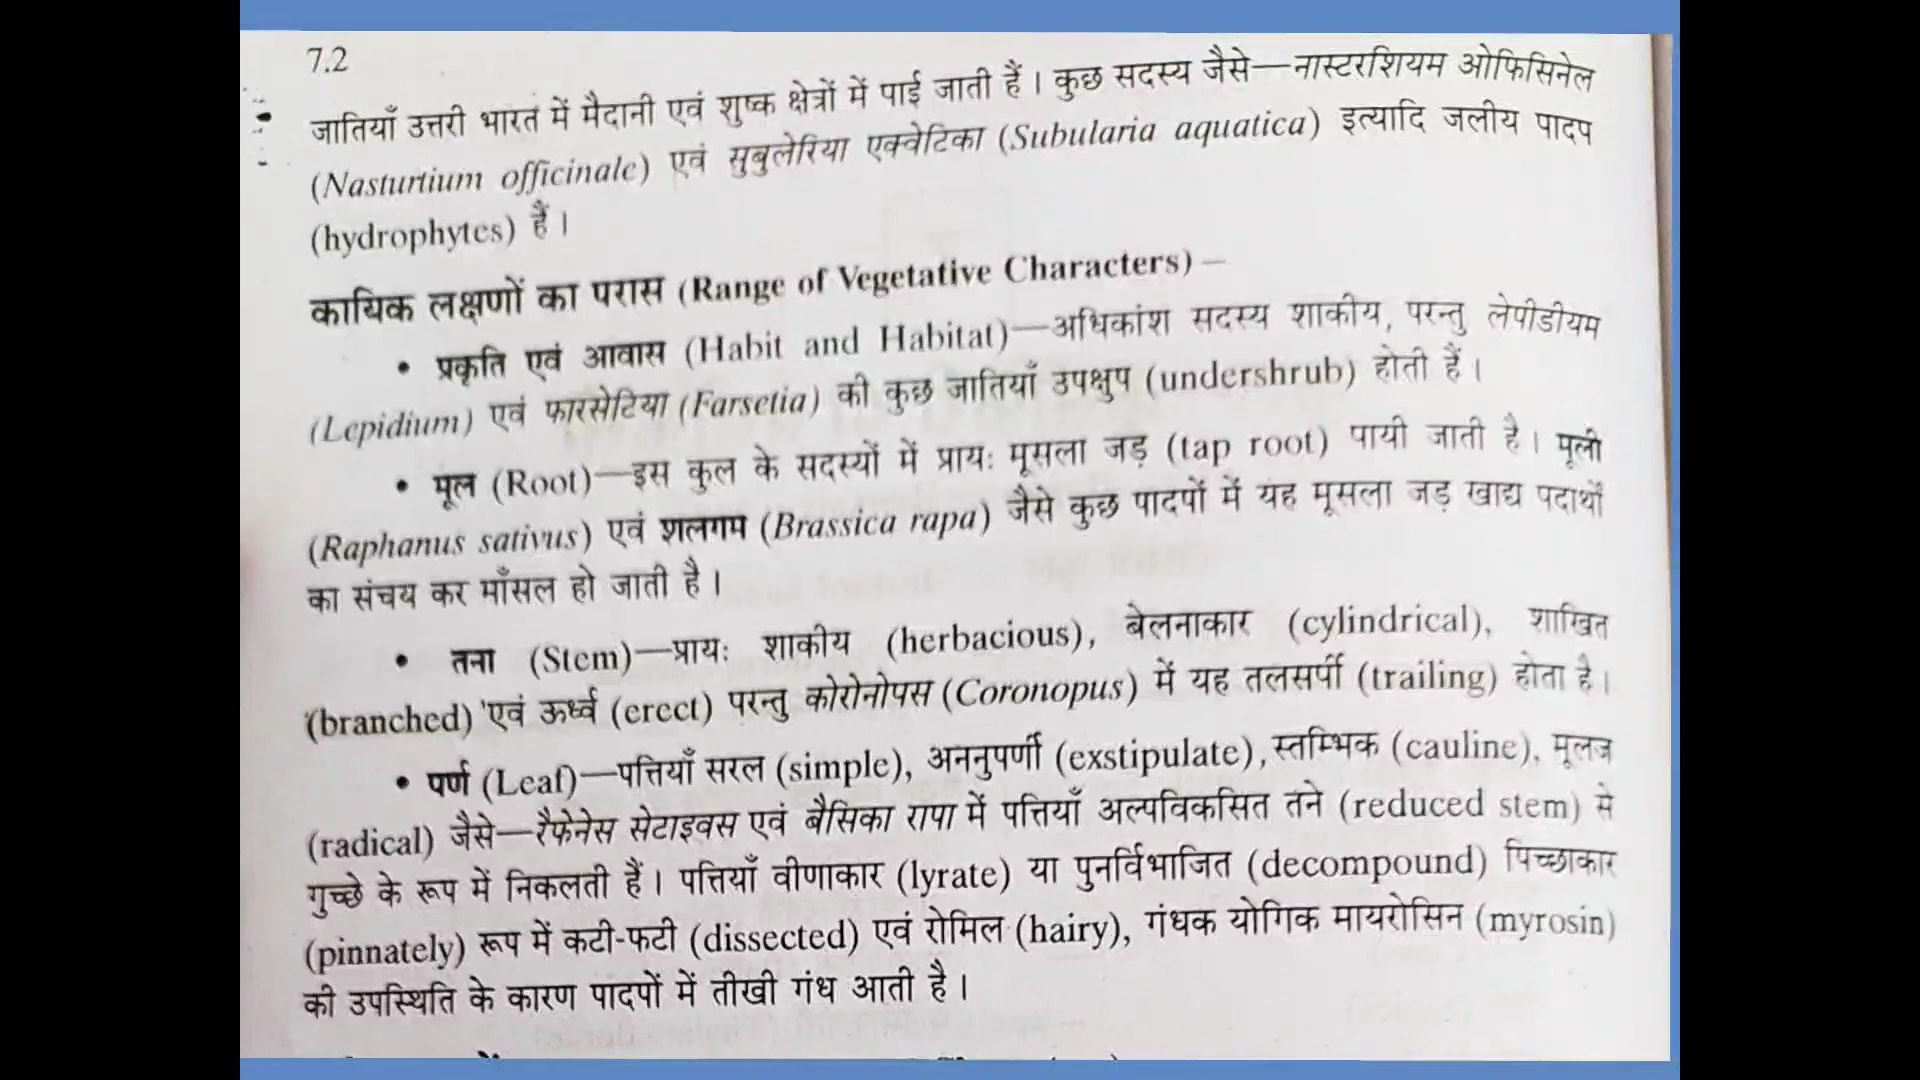 7.2
जातियाँ उत्तरी भारत में मैदानी एवं शुष्क क्षेत्रों में पाई जाती हैं । कुछ सदस्य जैसे—नास्टरशियम ओफिसिनेल
(Nasturtium officinale) एवं सुबुलेरिया एक्वेटिका (Subularia aquatica) इत्यादि जलीय पादप
(hydrophytes) हैं ।
कायिक लक्षणों का परास (Range of Vegetative Characters) –
• प्रकृति एवं आवास (Habit and Habitat)—अधिकांश सदस्य शाकीय, परन्तु लेपीडीयम
(Lepidium) एवं फारसेटिया (Farsetia) की कुछ जातियाँ उपक्षुप (undershrub) होती हैं ।
• मूल (Root)—इस कुल के सदस्यों में प्रायः मूसला जड़ (tap root) पायी जाती है । मूली
(Raphanus sativus) एवं शलगम (Brassica rapa) जैसे कुछ पादपों में यह मूसला जड़ खाद्य पदार्थों
का संचय कर माँसल हो जाती है ।
• तना (Stem)—प्रायः शाकीय (herbacious), बेलनाकार (cylindrical), शाखित
(branched) एवं ऊर्ध्व (erect) परन्तु कोरोनोपस (Coronopus) में यह तलसर्पी (trailing) होता है ।
• पर्ण (Leaf)—पत्तियाँ सरल (simple), अननुपर्णी (exstipulate), स्तम्भिक (cauline), मूलज
(radical) जैसे—रैफेनेस सेटाइवस एवं बैसिका रापा में पत्तियाँ अल्पविकसित तने (reduced stem) से
गुच्छे के रूप में निकलती हैं । पत्तियाँ वीणाकार (lyrate) या पुनर्विभाजित (decompound) पिच्छाकार
(pinnately) रूप में कटी-फटी (dissected) एवं रोमिल (hairy), गंधक योगिक मायरोसिन (myrosin)
की उपस्थिति के कारण पादपों में तीखी गंध आती है ।